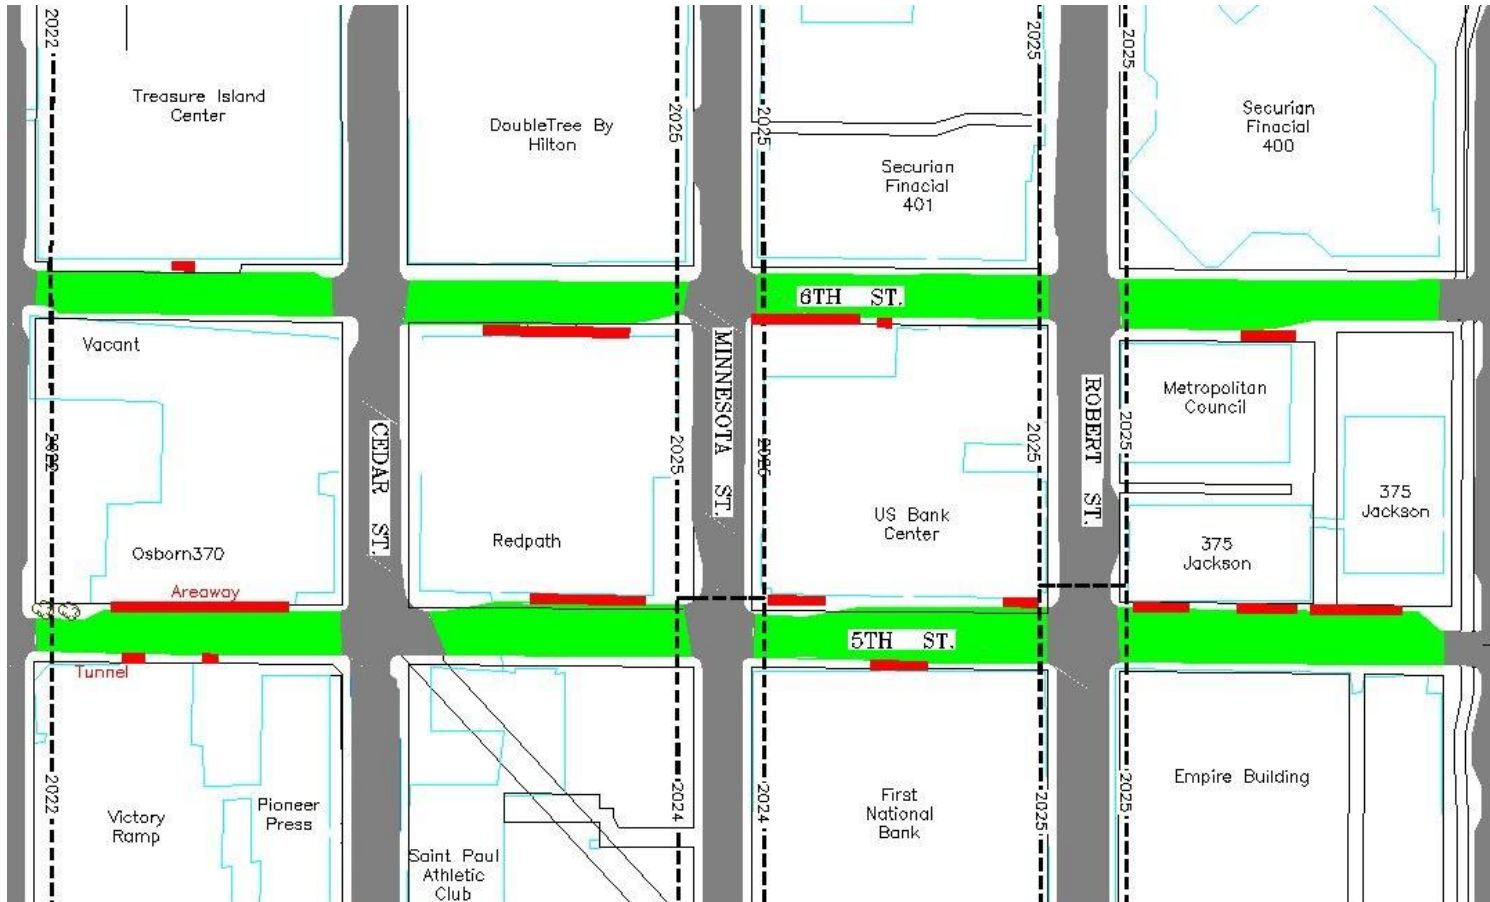 2022
2025
2025
2025
2025
Treasure Island
Center
DoubleTree By
Hilton
Securian
Finacial
401
Securian
Finacial
400
6TH ST.
Vacant
CEDAR ST.
MINNESOTA ST.
ROBERT ST.
Metropolitan
Council
2025
2025
2025
Osborn370
Redpath
US Bank
Center
375
Jackson
375
Jackson
Areaway
5TH ST.
Tunnel
2022
2024
2024
2025
2025
Victory
Ramp
Pioneer
Press
Saint Paul
Athletic
Club
First
National
Bank
Empire Building